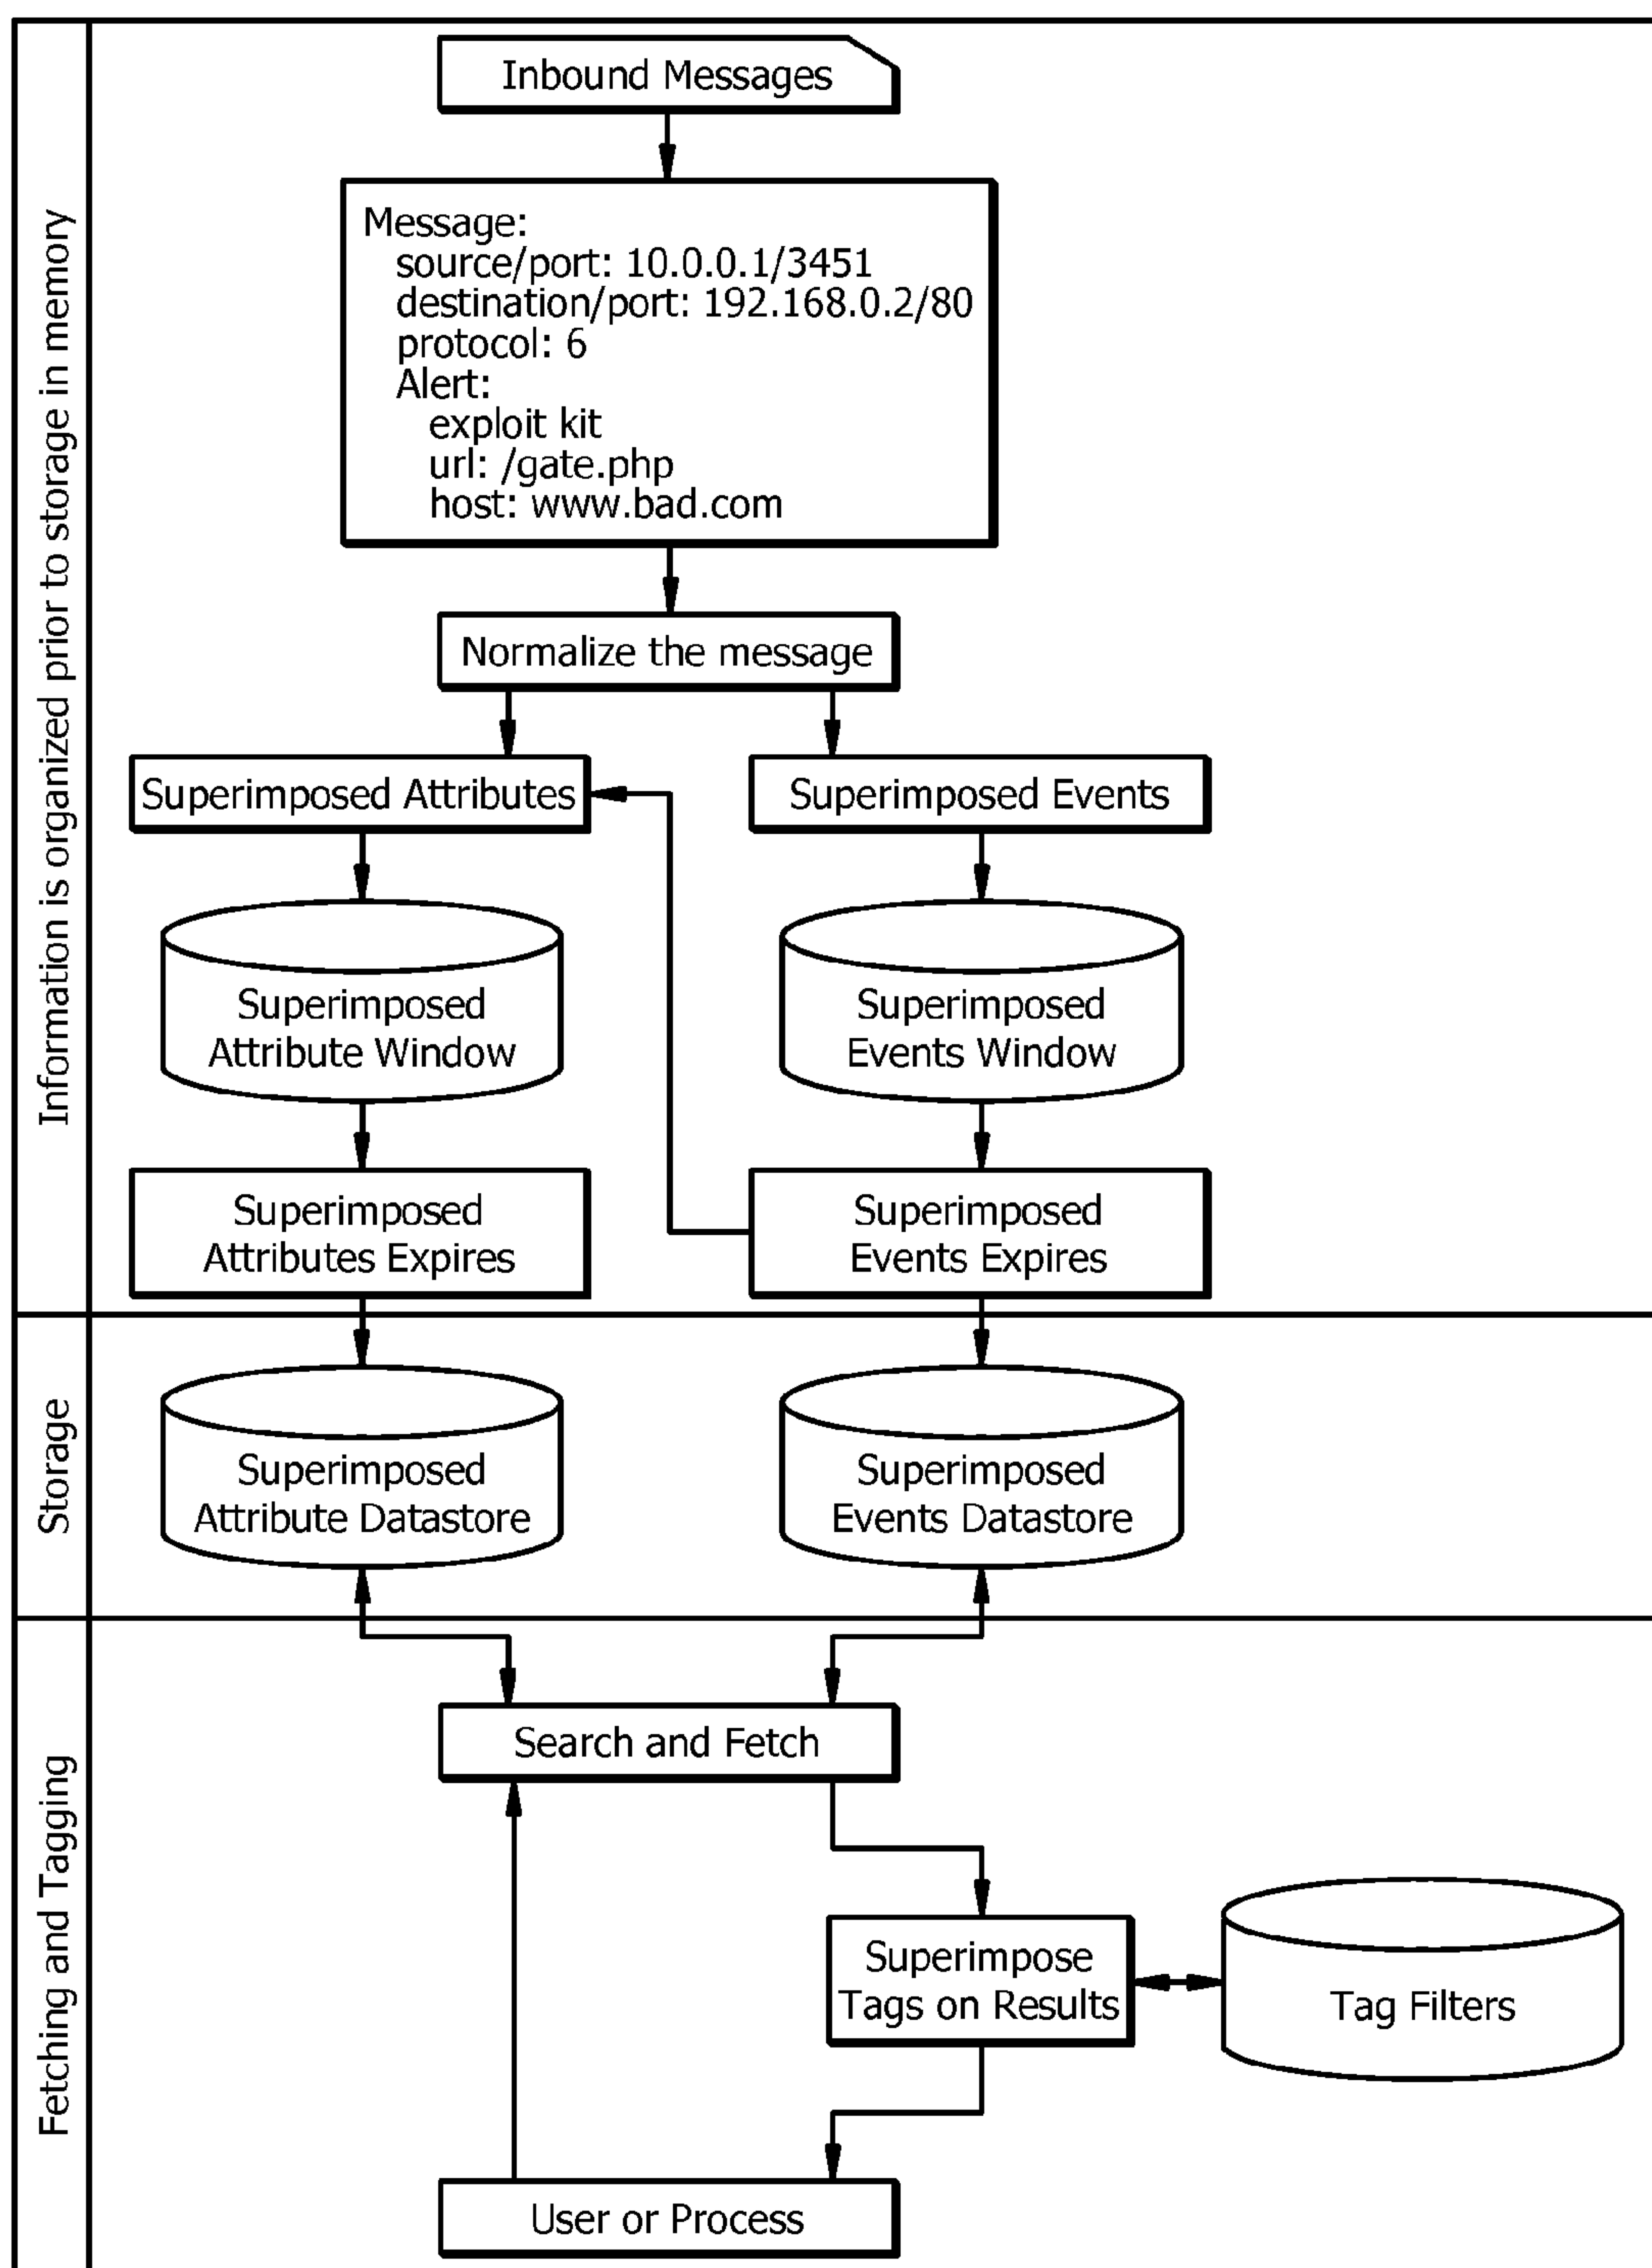 Information is organized prior to storage in memory
Inbound Messages
Message:
source/port: 10.0.0.1/3451
destination/port: 192.168.0.2/80
protocol: 6
Alert:
exploit kit
url: /gate.php
host: www.bad.com
Normalize the message
Superimposed Attributes
Superimposed Events
Superimposed
Attribute Window
Superimposed
Events Window
Superimposed
Attributes Expires
Superimposed
Events Expires
Storage
Superimposed
Attribute Datastore
Superimposed
Events Datastore
Fetching and Tagging
Search and Fetch
Superimpose
Tags on Results
Tag Filters
User or Process